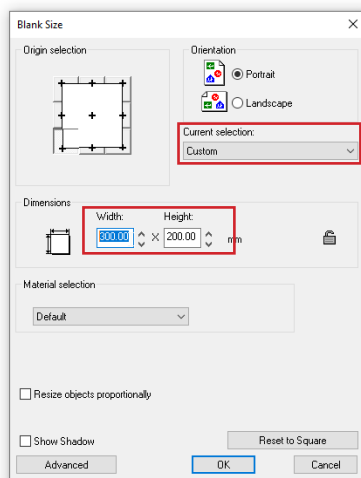 Blank Size
Origin selection
Orientation
Portrait
Landscape
Current selection:
Custom
Dimensions
Width: Height:
300.00 X 200.00 mm
Material selection
Default
Resize objects proportionally
Show Shadow
Reset to Square
Advanced OK Cancel